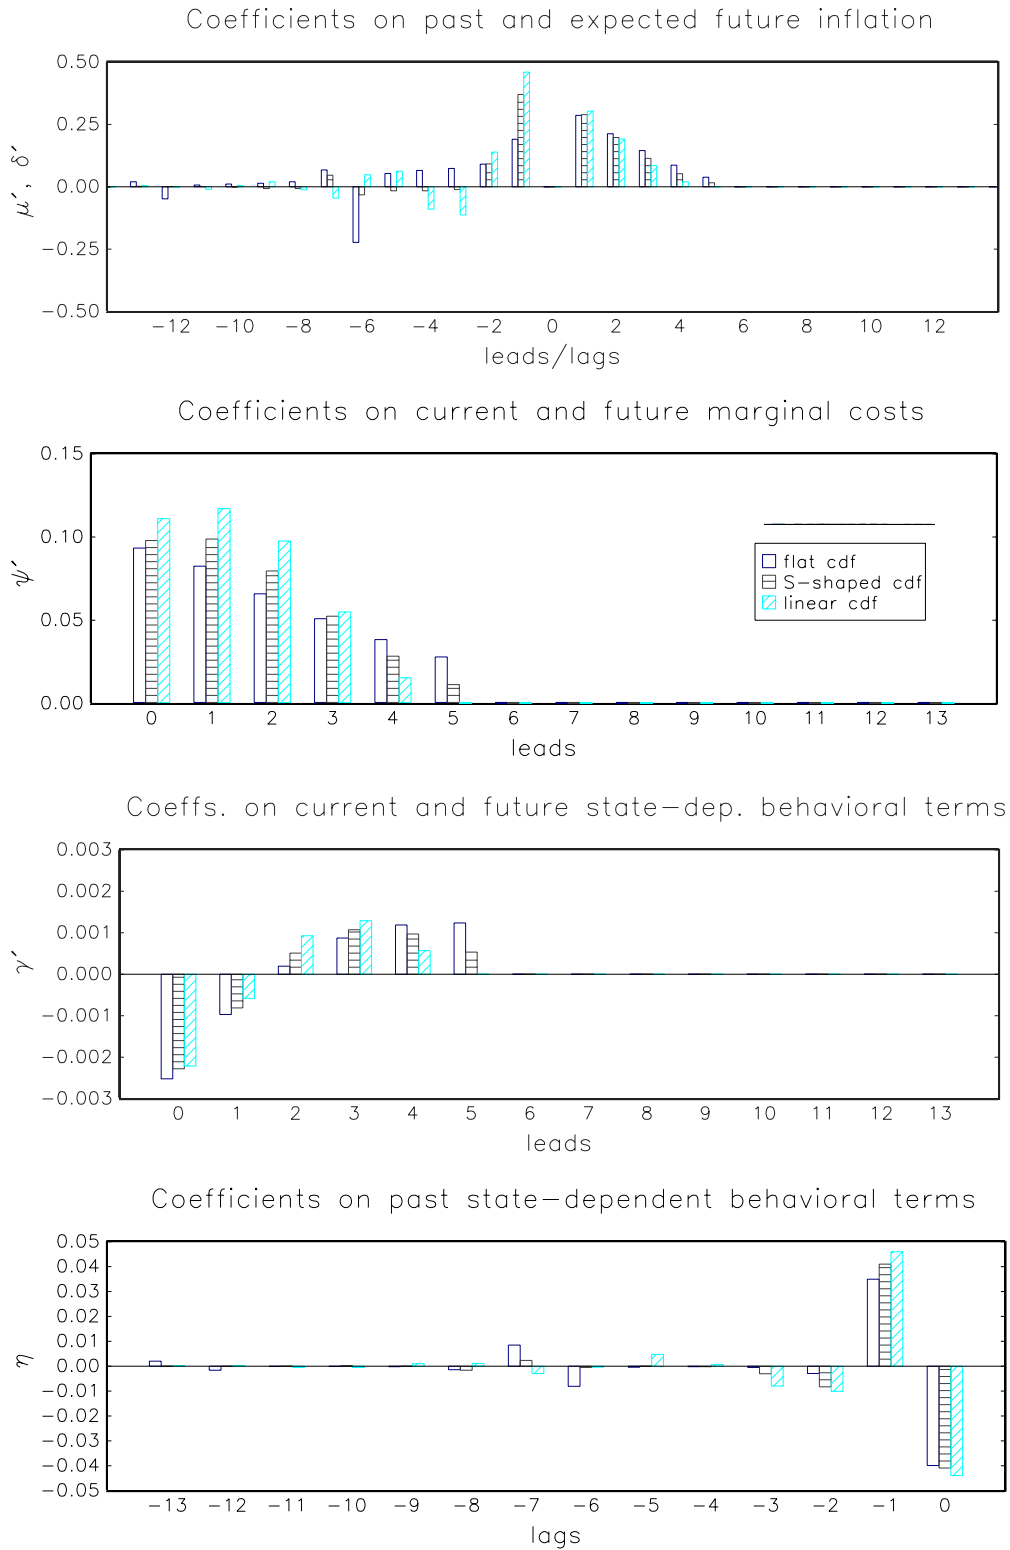 Coefficients on past and expected future inflation
0.50
0.25
0.00
−0.25
−0.50
μ′, δ′
−12 −10 −8 −6 −4 −2 0 2 4 6 8 10 12
leads/lags
Coefficients on current and future marginal costs
0.15
0.10
0.05
0.00
ψ′
flat cdf
S−shaped cdf
linear cdf
0 1 2 3 4 5 6 7 8 9 10 11 12 13
leads
Coeffs. on current and future state−dep. behavioral terms
0.003
0.002
0.001
0.000
−0.001
−0.002
−0.003
γ′
0 1 2 3 4 5 6 7 8 9 10 11 12 13
leads
Coefficients on past state−dependent behavioral terms
0.05
0.04
0.03
0.02
0.01
0.00
−0.01
−0.02
−0.03
−0.04
−0.05
η
−13 −12 −11 −10 −9 −8 −7 −6 −5 −4 −3 −2 −1 0
lags